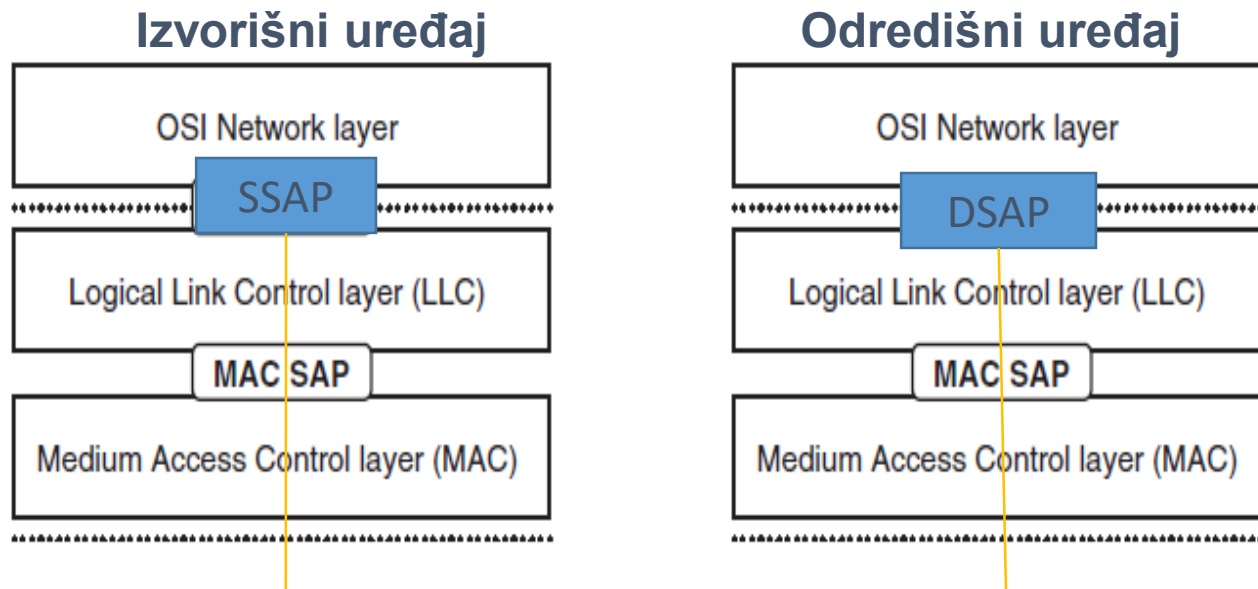 Izvorišni uređaj
OSI Network layer
SSAP
Logical Link Control layer (LLC)
MAC SAP
Medium Access Control layer (MAC)
Odredišni uređaj
OSI Network layer
DSAP
Logical Link Control layer (LLC)
MAC SAP
Medium Access Control layer (MAC)